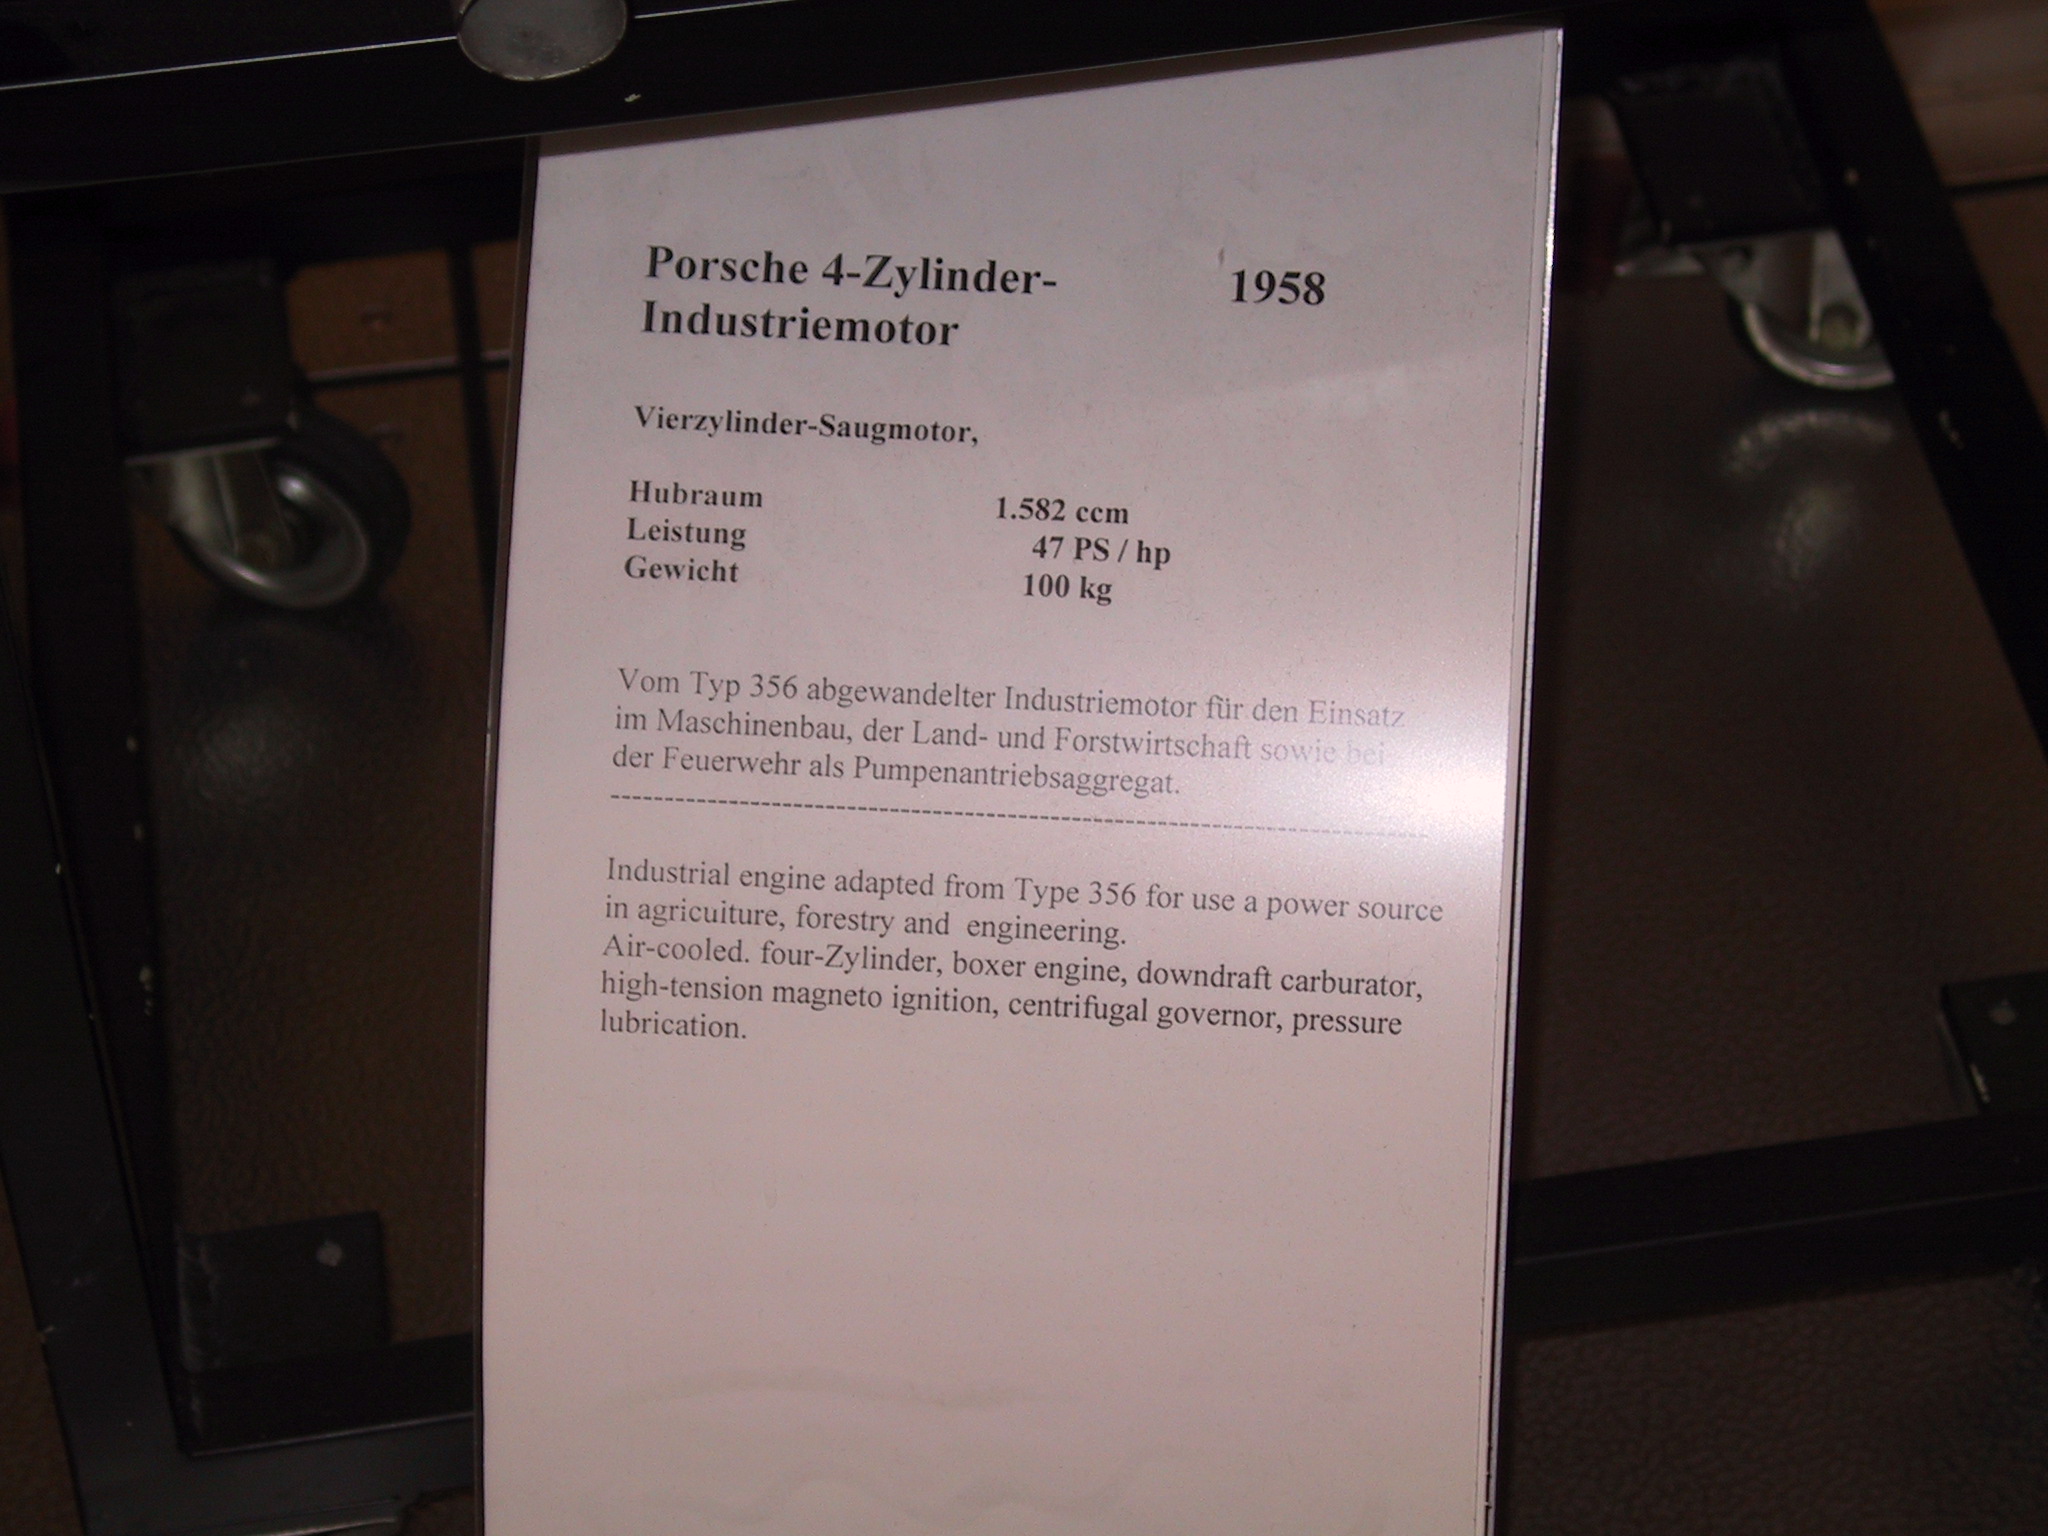 Porsche 4-Zylinder- 1958
Industriemotor
Vierzylinder-Saugmotor,
Hubraum 1.582 ccm
Leistung 47 PS / hp
Gewicht 100 kg
Vom Typ 356 abgewandelter Industriemotor für den Einsatz
im Maschinenbau, der Land- und Forstwirtschaft sowie bei
der Feuerwehr als Pumpenantriebsaggregat.
--------------------------------------------------------------------------------
Industrial engine adapted from Type 356 for use a power source
in agricuiture, forestry and engineering.
Air-cooled. four-Zylinder, boxer engine, downdraft carburator,
high-tension magneto ignition, centrifugal governor, pressure
lubrication.